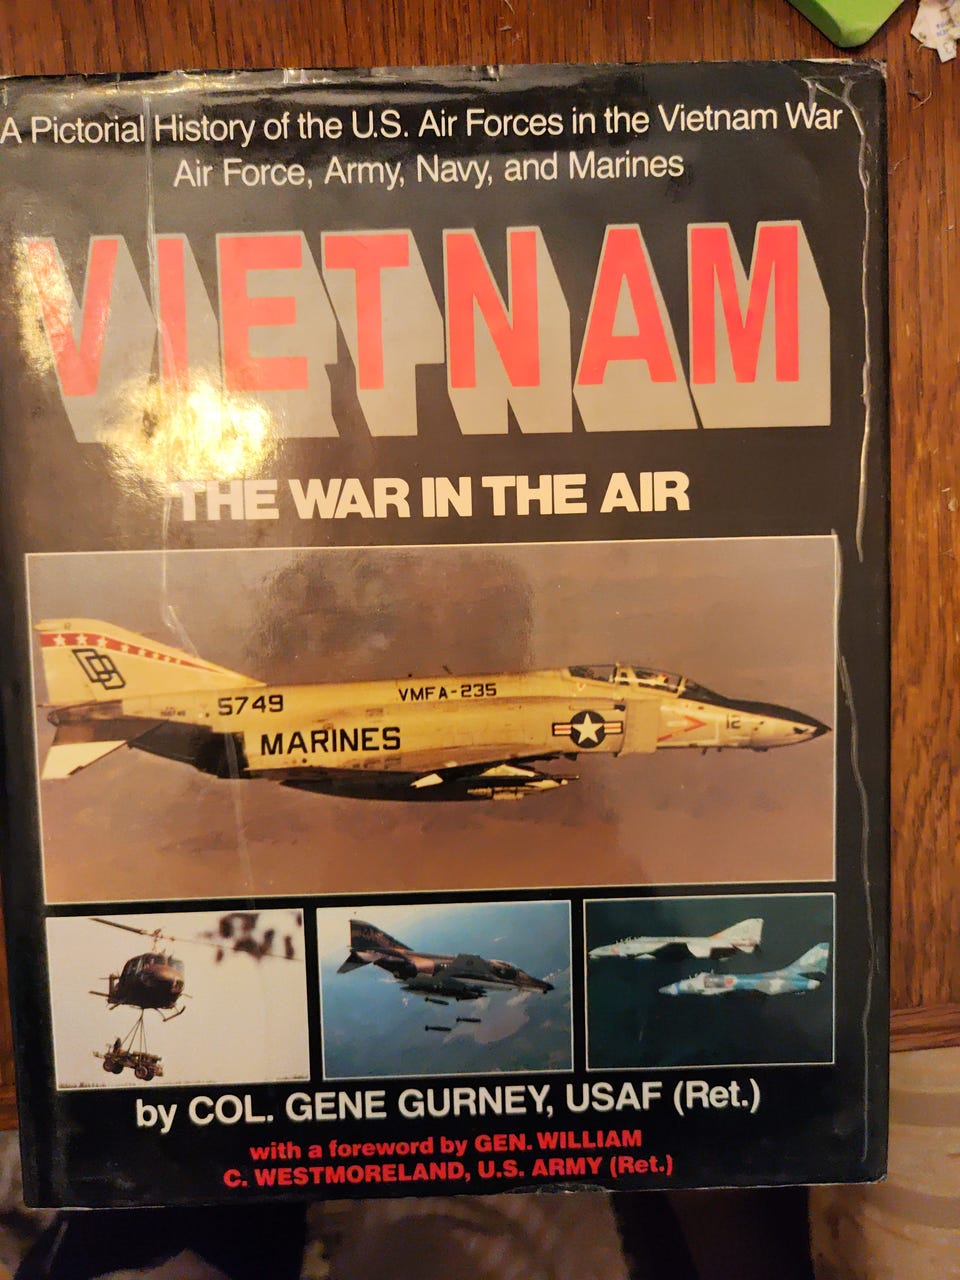 A Pictorial History of the U.S. Air Forces in the Vietnam War
Air Force, Army, Navy, and Marines
VIETNAM
THE WAR IN THE AIR
5749
VMFA-235
MARINES
12
by COL. GENE GURNEY, USAF (Ret.)
with a foreword by GEN. WILLIAM
C. WESTMORELAND, U.S. ARMY (Ret.)